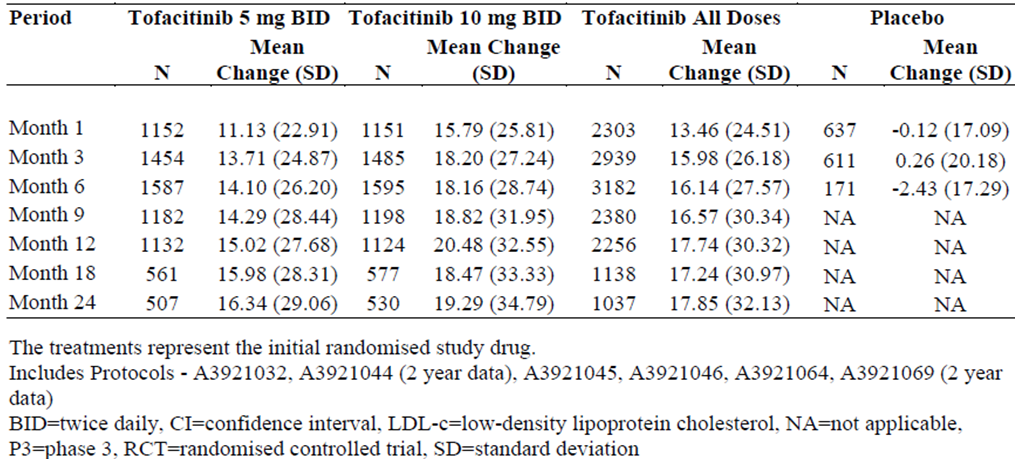 Period Tofacitinib 5 mg BID Tofacitinib 10 mg BID Tofacitinib All Doses Placebo
N Mean Change (SD) N Mean Change (SD) N Mean Change (SD) N Mean Change (SD)
Month 1 1152 11.13 (22.91) 1151 15.79 (25.81) 2303 13.46 (24.51) 637 -0.12 (17.09)
Month 3 1454 13.71 (24.87) 1485 18.20 (27.24) 2939 15.98 (26.18) 611 0.26 (20.18)
Month 6 1587 14.10 (26.20) 1595 18.16 (28.74) 3182 16.14 (27.57) 171 -2.43 (17.29)
Month 9 1182 14.29 (28.44) 1198 18.82 (31.95) 2380 16.57 (30.34) NA NA
Month 12 1132 15.02 (27.68) 1124 20.48 (32.55) 2256 17.74 (30.32) NA NA
Month 18 561 15.98 (28.31) 577 18.47 (33.33) 1138 17.24 (30.97) NA NA
Month 24 507 16.34 (29.06) 530 19.29 (34.79) 1037 17.85 (32.13) NA NA
The treatments represent the initial randomised study drug.
Includes Protocols - A3921032, A3921044 (2 year data), A3921045, A3921046, A3921064, A3921069 (2 year
data)
BID=twice daily, CI=confidence interval, LDL-c=low-density lipoprotein cholesterol, NA=not applicable,
P3=phase 3, RCT=randomised controlled trial, SD=standard deviation